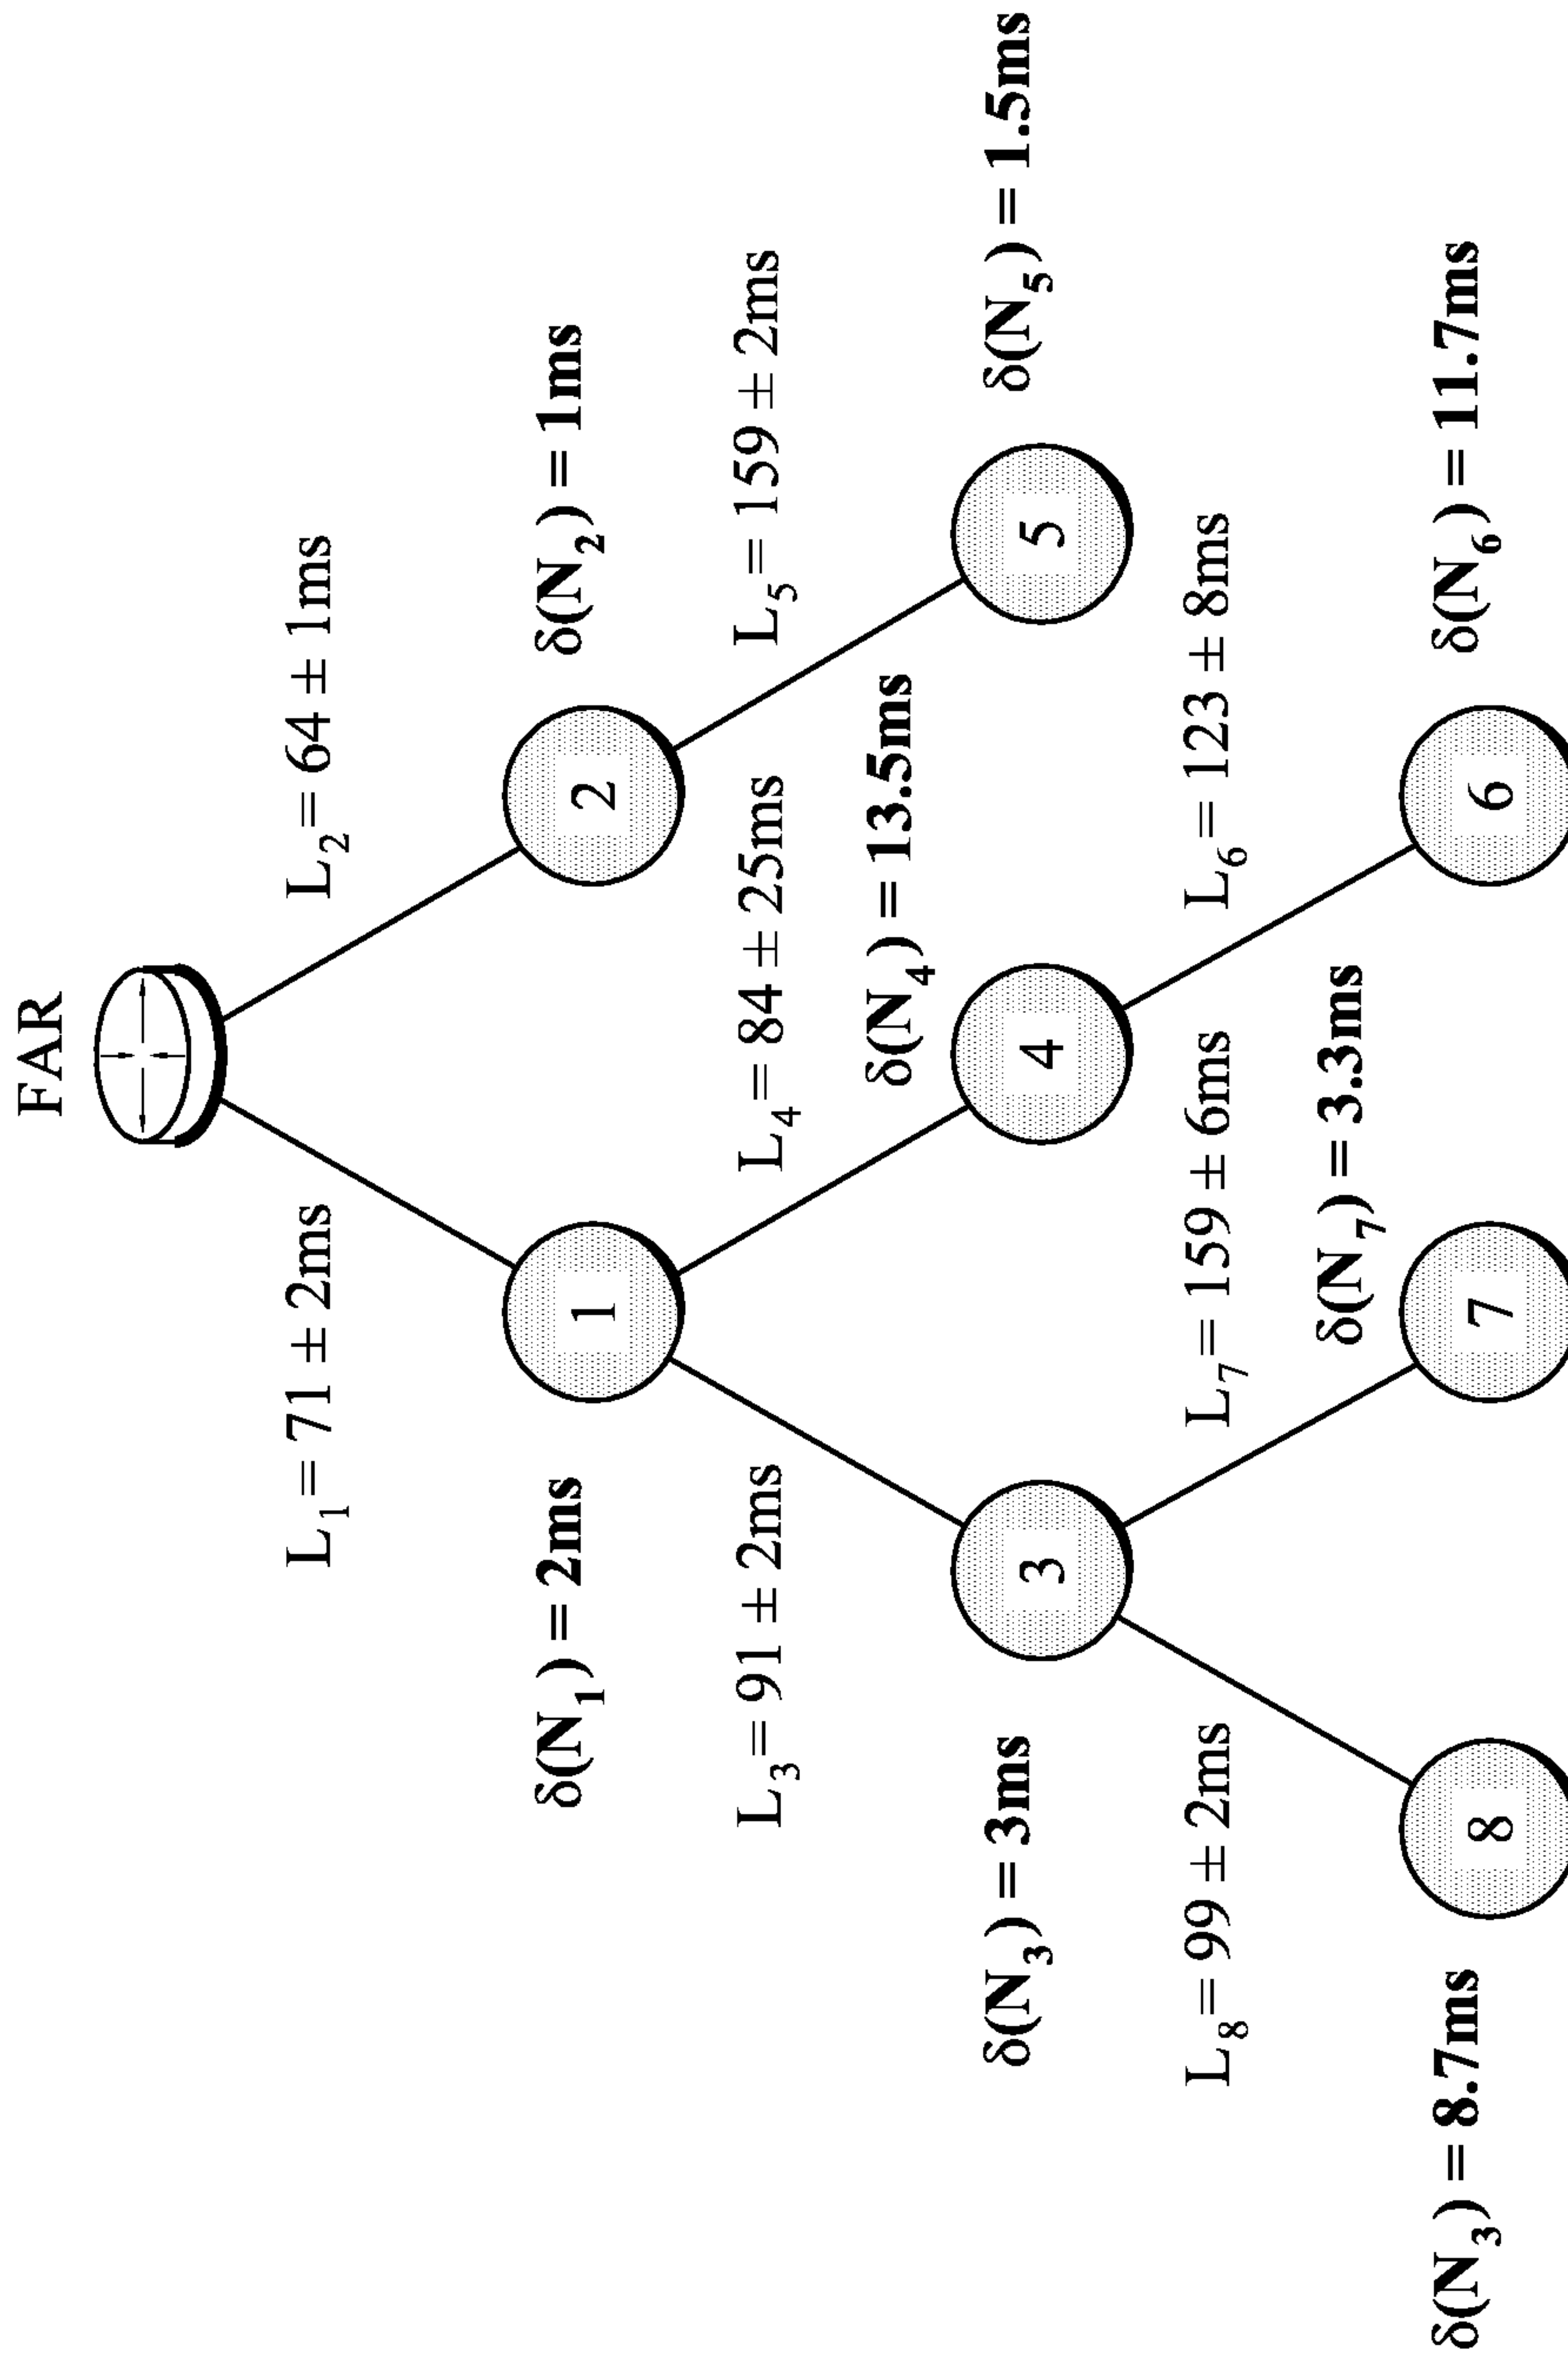 FAR
L1 = 71 ± 2ms
L2 = 64 ± 1ms
δ(N1) = 2ms
1
2
δ(N2) = 1ms
L3 = 91 ± 2ms
L4 = 84 ± 25ms
L5 = 159 ± 2ms
δ(N4) = 13.5ms
δ(N3) = 3ms
3
4
5
δ(N5) = 1.5ms
L8 = 99 ± 2ms
L7 = 159 ± 6ms
L6 = 123 ± 8ms
δ(N7) = 3.3ms
δ(N3) = 8.7ms
8
7
6
δ(N6) = 11.7ms